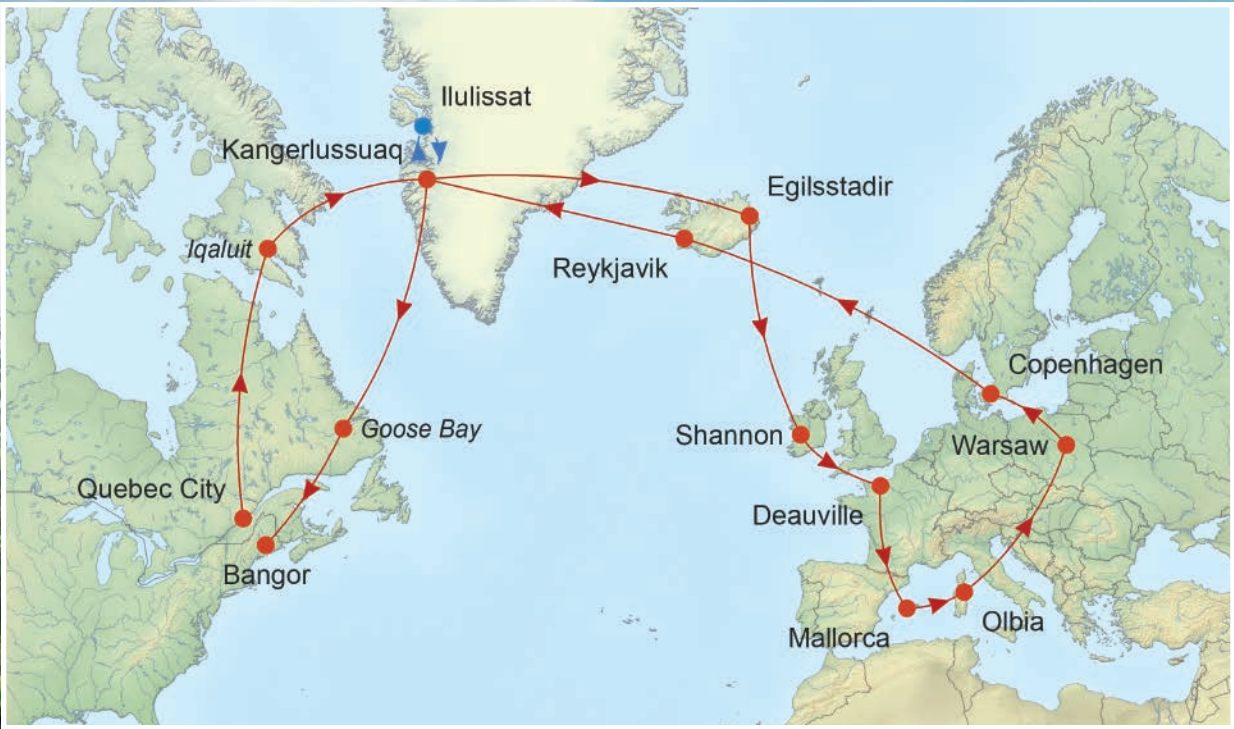 Ilulissat
Kangerlussuaq
Egilsstadir
Iqaluit
Reykjavik
Copenhagen
Goose Bay
Shannon
Warsaw
Quebec City
Deauville
Bangor
Olbia
Mallorca